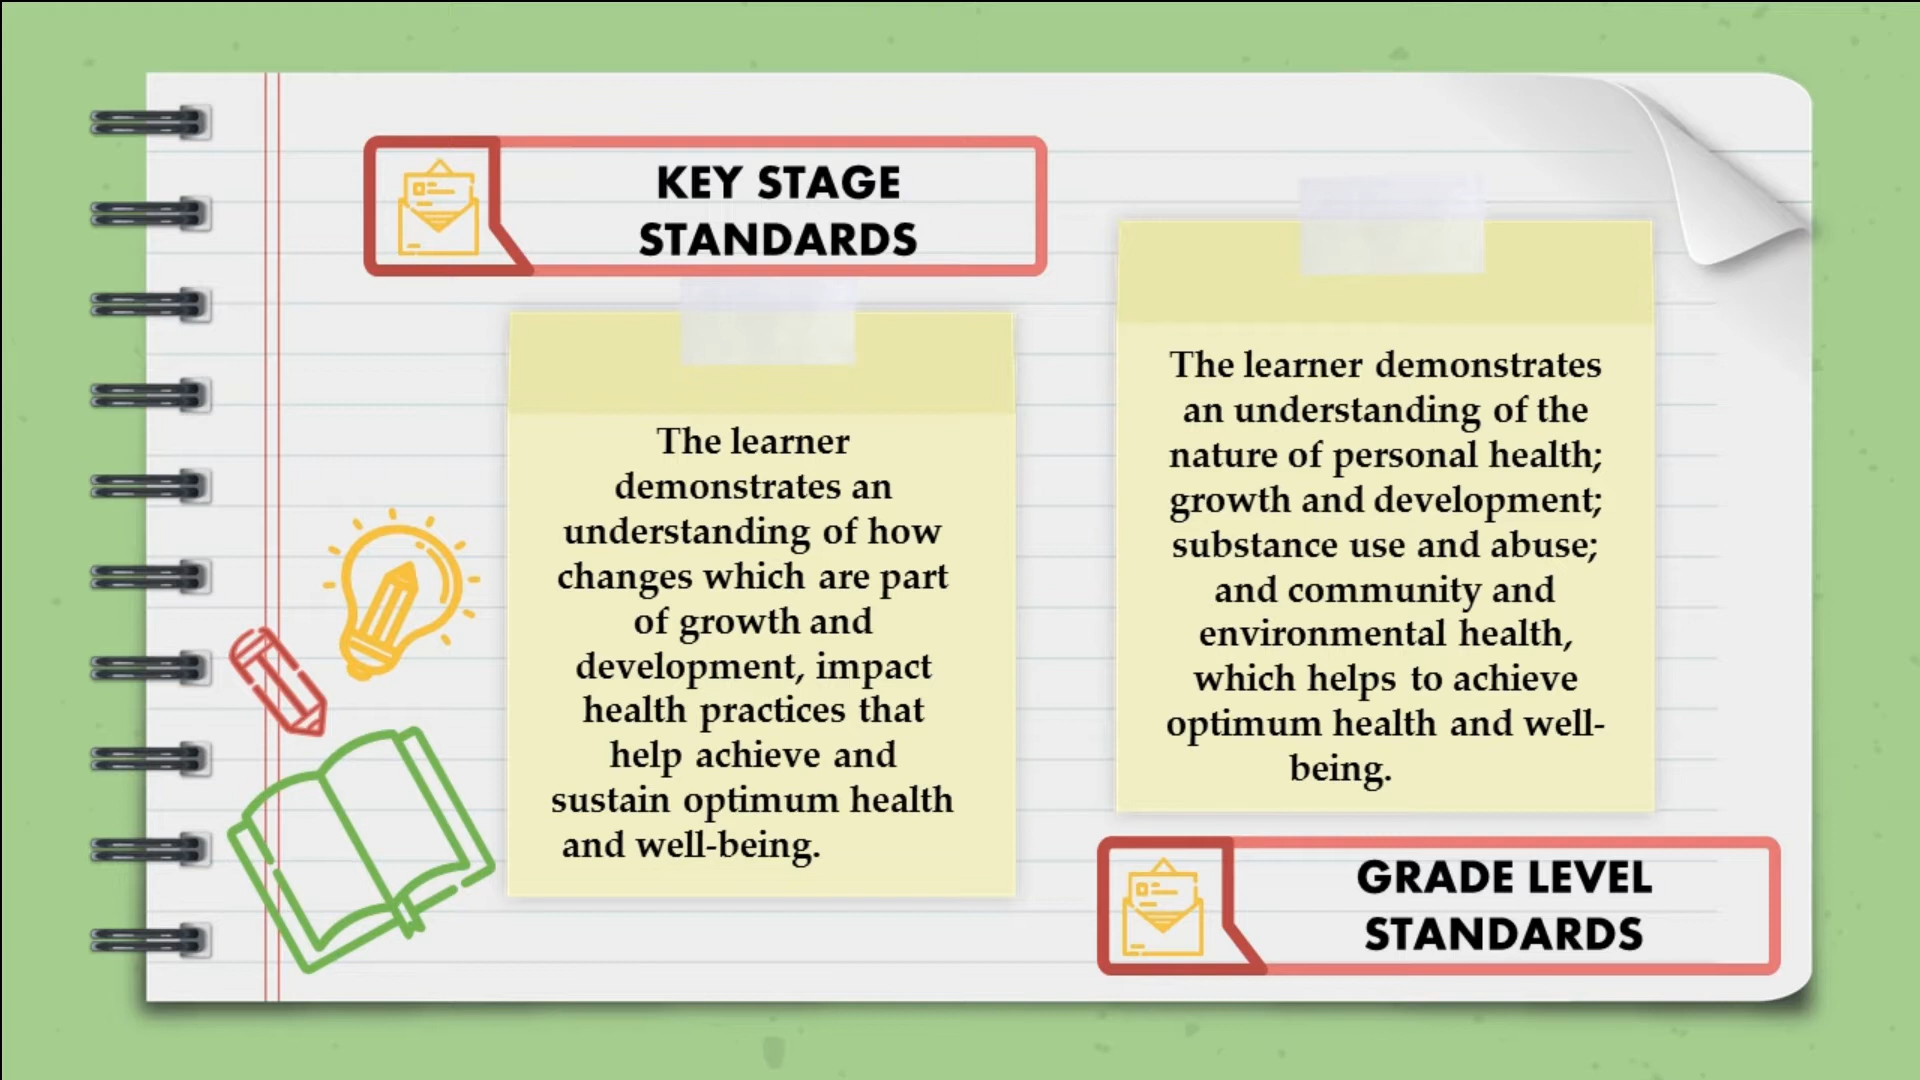 KEY STAGE
STANDARDS
The learner
demonstrates an
understanding of how
changes which are part
of growth and
development, impact
health practices that
help achieve and
sustain optimum health
and well-being.
The learner demonstrates
an understanding of the
nature of personal health;
growth and development;
substance use and abuse;
and community and
environmental health,
which helps to achieve
optimum health and well-
being.
GRADE LEVEL
STANDARDS